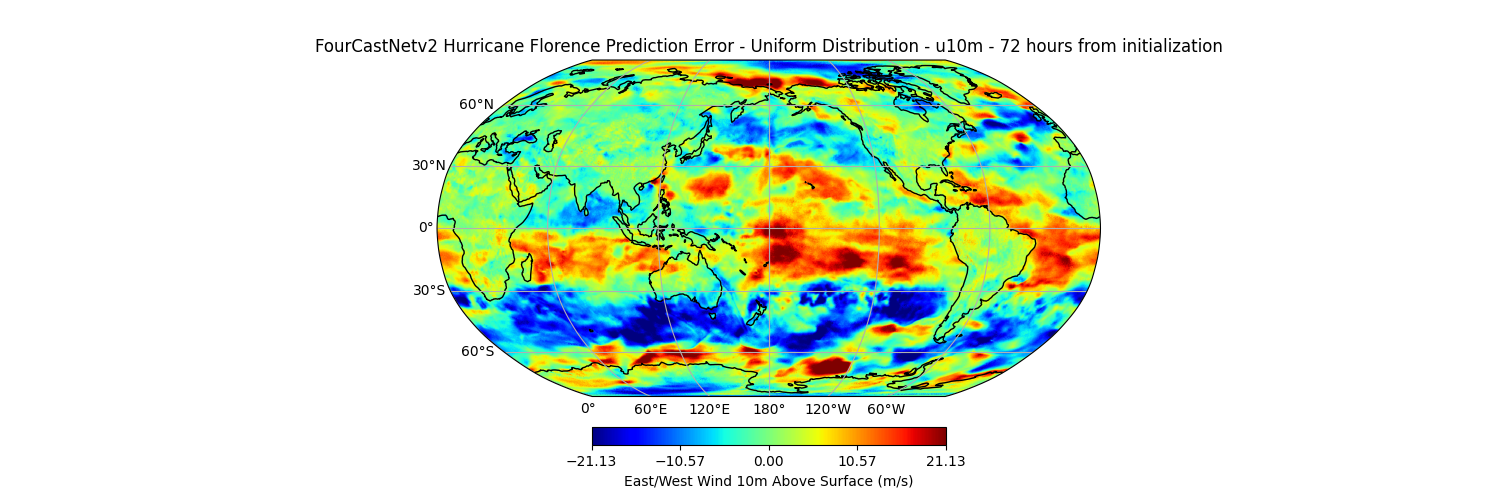 FourCastNetv2 Hurricane Florence Prediction Error - Uniform Distribution - u10m - 72 hours from initialization
60°N
30°N
0°
30°S
60°S
0° 60°E 120°E 180° 120°W 60°W
−21.13 −10.57 0.00 10.57 21.13
East/West Wind 10m Above Surface (m/s)